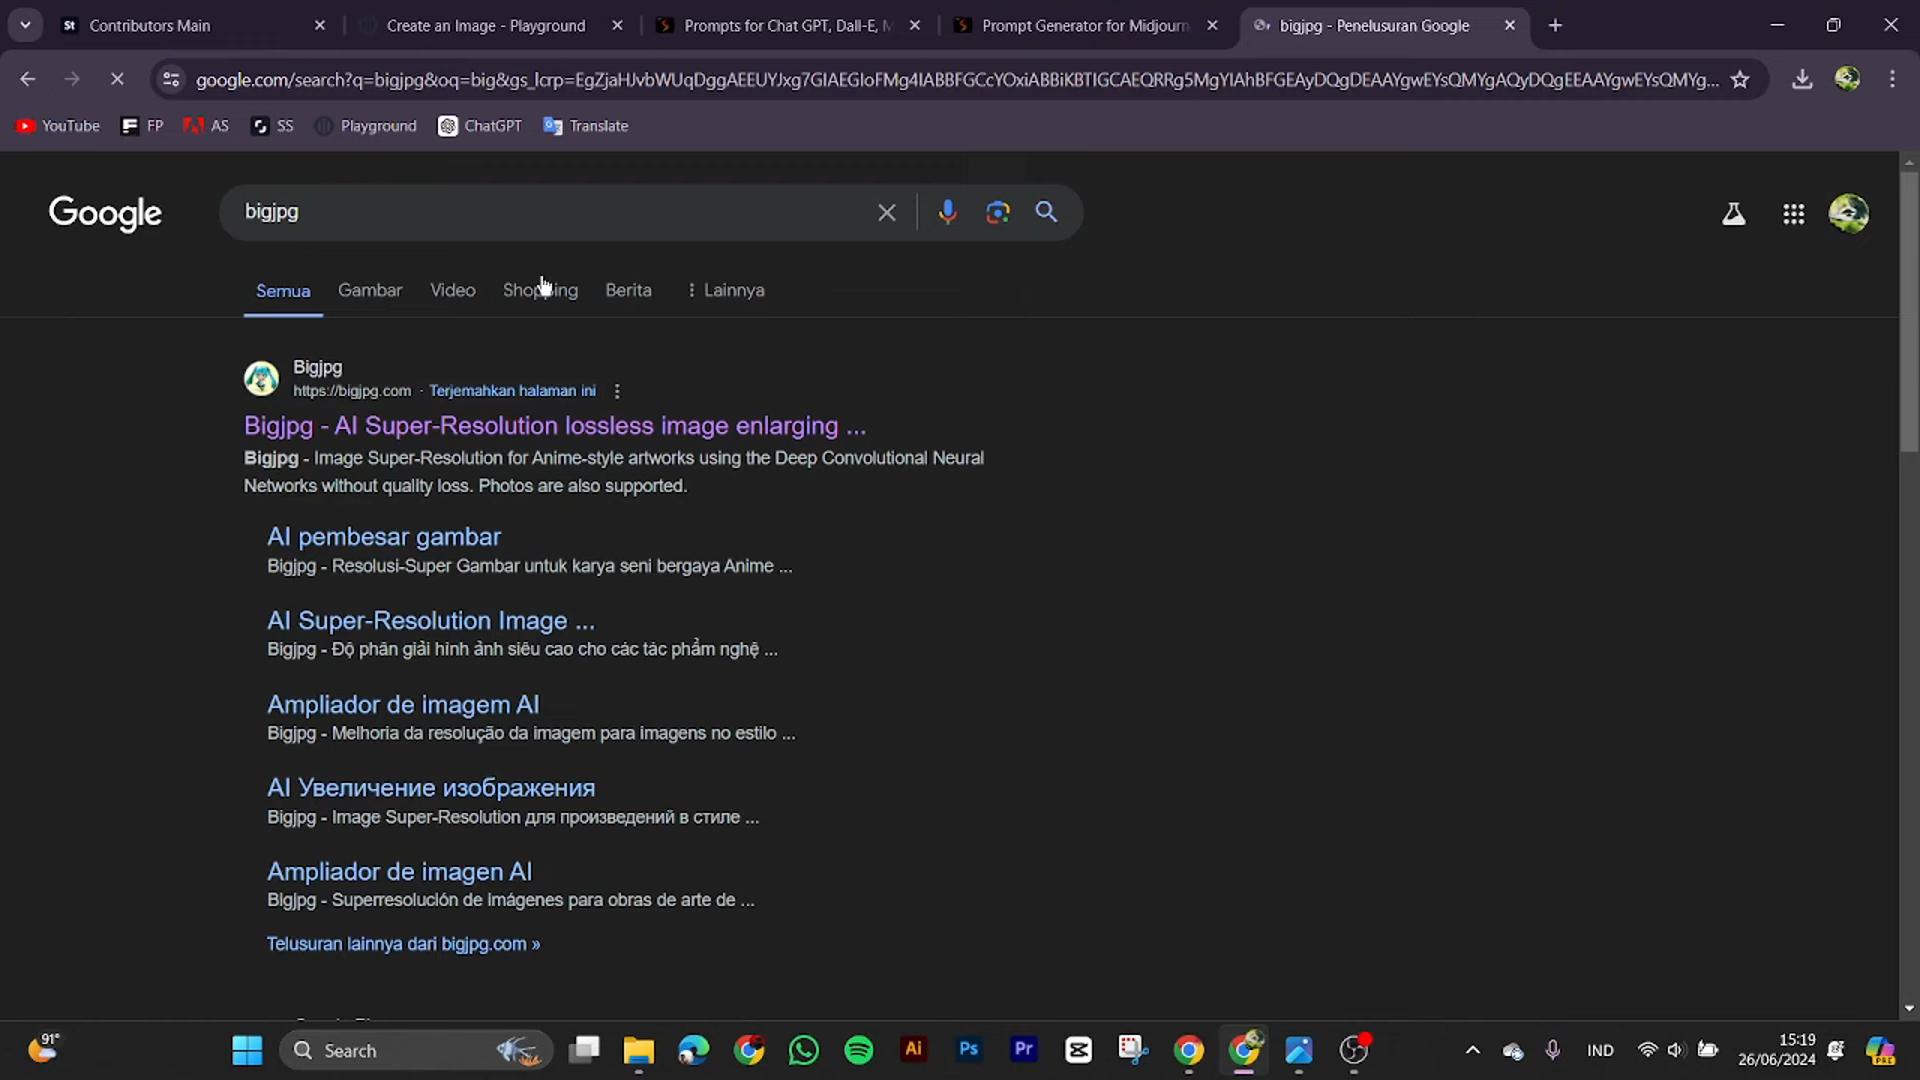 Contributors Main
Create an Image - Playground
Prompts for Chat GPT, Dall-E, M
Prompt Generator for Midjourn
bigjpg - Penelusuran Google
google.com/search?q=bigjpg&oq=big&gs_lcrp=EgZjaHJvbWUqDggAEEUYJxg7GIAEGIoFMg4IABBFGCcYOxiABBiKBTIGCAEQRRg5MgYIAhBFGEAyDQgDEAAYgwEYsQMYgAQyDQgEEAAYgwEYsQMYg...
YouTube
FP
AS
SS
Playground
ChatGPT
Translate
Google
bigjpg
Semua
Gambar
Video
Shopping
Berita
Lainnya
Bigjpg
https://bigjpg.com · Terjemahkan halaman ini
Bigjpg - AI Super-Resolution lossless image enlarging ...
Bigjpg - Image Super-Resolution for Anime-style artworks using the Deep Convolutional Neural
Networks without quality loss. Photos are also supported.
AI pembesar gambar
Bigjpg - Resolusi-Super Gambar untuk karya seni bergaya Anime ...
AI Super-Resolution Image ...
Bigjpg - Độ phân giải hình ảnh siêu cao cho các tác phẩm nghệ ...
Ampliador de imagem AI
Bigjpg - Melhoria da resolução da imagem para imagens no estilo ...
AI Увеличение изображения
Bigjpg - Image Super-Resolution для произведений в стиле ...
Ampliador de imagen AI
Bigjpg - Superresolución de imágenes para obras de arte de ...
Telusuran lainnya dari bigjpg.com »
91°
Search
Ai
Ps
Pr
IND
15:19
26/06/2024
PRE